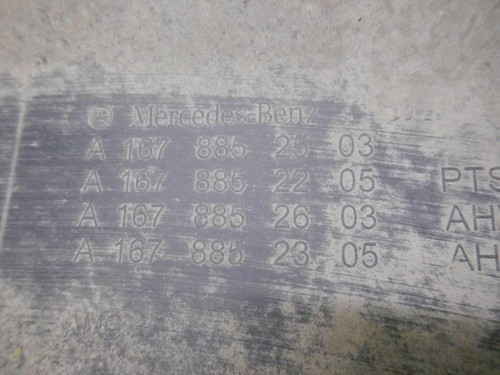 Mercedes-Benz
A 167 885 25 03
A 167 885 22 05 PTS
A 167 885 26 03 AH
A 167 885 23 05 AH